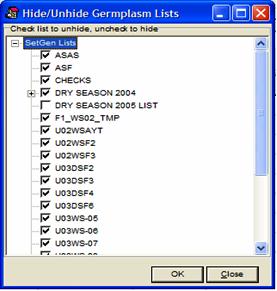 Hide/Unhide Germplasm Lists
Check list to unhide, uncheck to hide
SetGen Lists
ASAS
ASF
CHECKS
DRY SEASON 2004
DRY SEASON 2005 LIST
F1_WS02_TMP
U02WSAYT
U02WSF2
U02WSF3
U03DSF2
U03DSF3
U03DSF4
U03DSF6
U03WS-05
U03WS-06
U03WS-07
OK Close